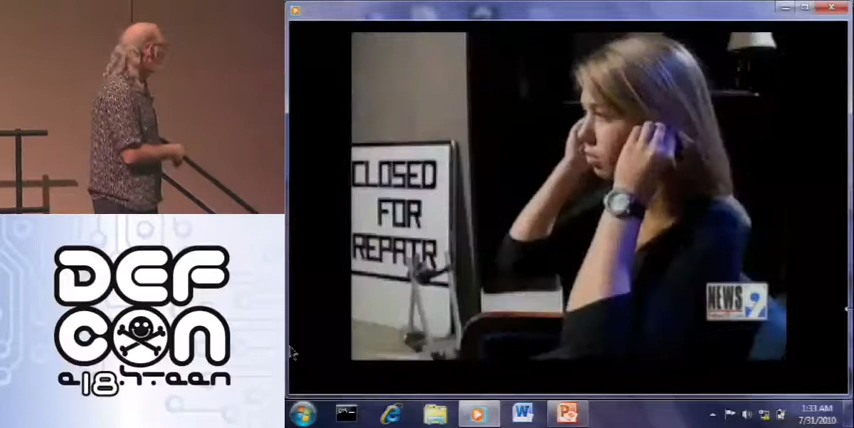 CLOSED
FOR
REPAIR
NEWS 9
DEF
CON
e18hteen
1:33 AM
7/31/2010